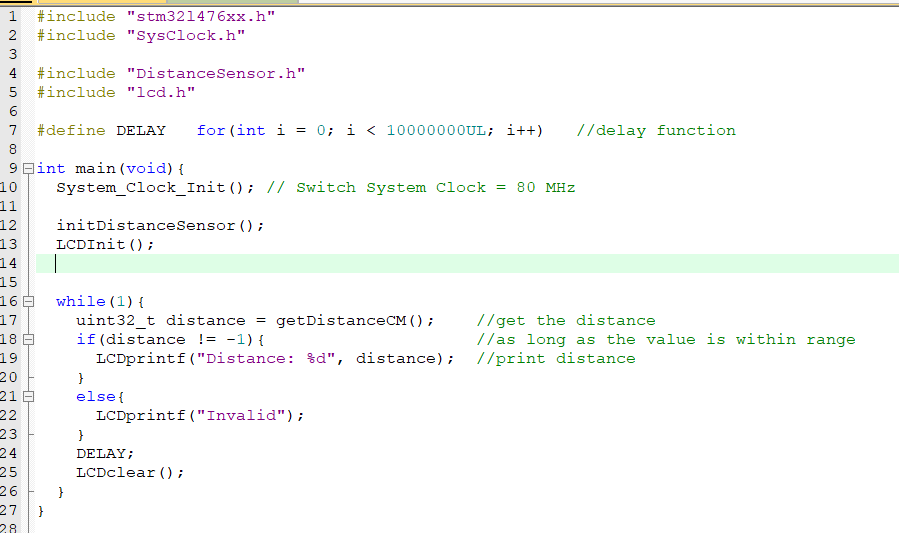 1 #include "stm32l476xx.h"
2 #include "SysClock.h"
3
4 #include "DistanceSensor.h"
5 #include "lcd.h"
6
7 #define DELAY   for(int i = 0; i < 10000000UL; i++)   //delay function
8
9 int main(void){
10   System_Clock_Init(); // Switch System Clock = 80 MHz
11
12   initDistanceSensor();
13   LCDInit();
14
15
16   while(1){
17     uint32_t distance = getDistanceCM();    //get the distance
18     if(distance != -1){                     //as long as the value is within range
19       LCDprintf("Distance: %d", distance);  //print distance
20     }
21     else{
22       LCDprintf("Invalid");
23     }
24     DELAY;
25     LCDclear();
26   }
27 }
28